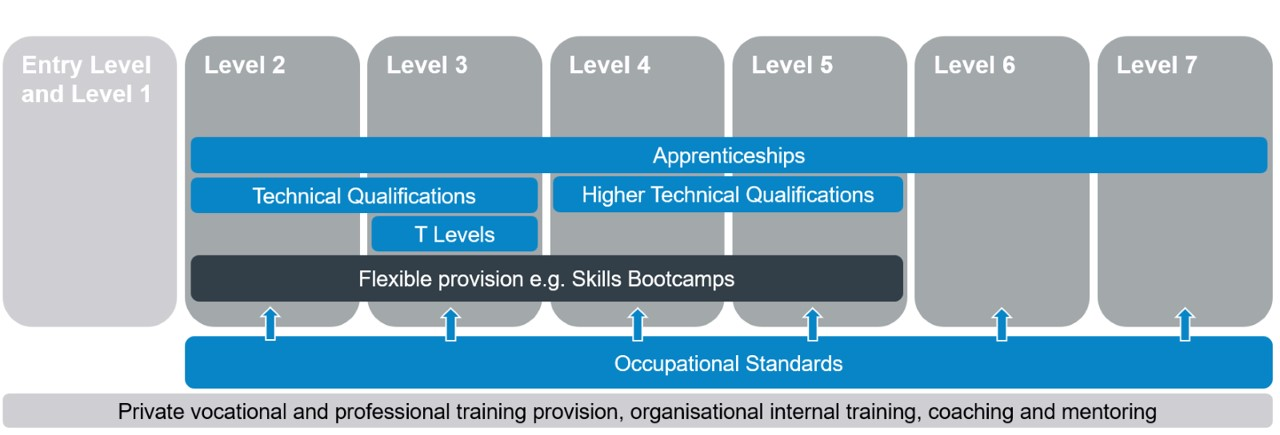 Entry Level
and Level 1
Level 2
Level 3
Level 4
Level 5
Level 6
Level 7
Apprenticeships
Technical Qualifications
Higher Technical Qualifications
T Levels
Flexible provision e.g. Skills Bootcamps
Occupational Standards
Private vocational and professional training provision, organisational internal training, coaching and mentoring